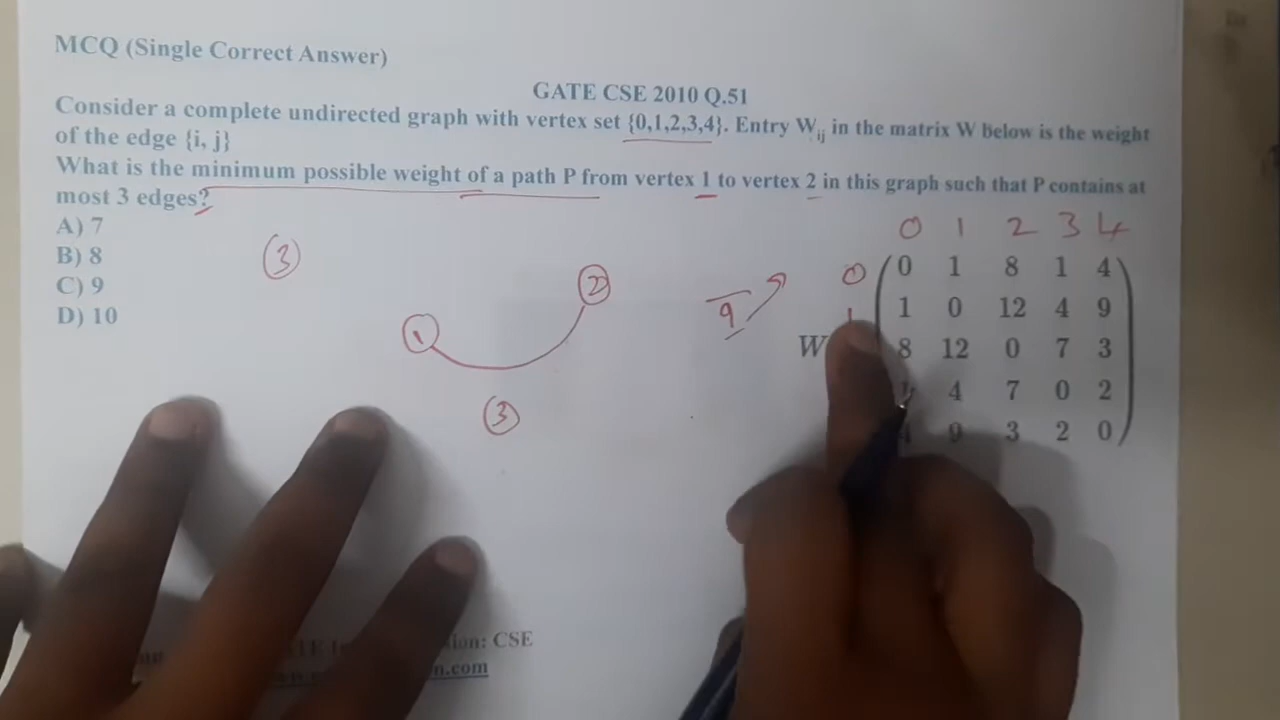 MCQ (Single Correct Answer)
GATE CSE 2010 Q.51
Consider a complete undirected graph with vertex set {0,1,2,3,4}. Entry Wij in the matrix W below is the weight
of the edge {i, j}
What is the minimum possible weight of a path P from vertex 1 to vertex 2 in this graph such that P contains at
most 3 edges?
A) 7
B) 8
C) 9
D) 10
3
1
2
3
9
0 1 2 3 4
0
1
W
0 1 8 1 4
1 0 12 4 9
8 12 0 7 3
4 7 0 2
9 3 2 0
CSE
n.com